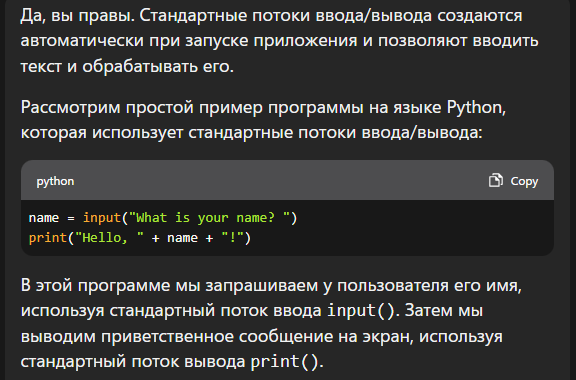 Да, вы правы. Стандартные потоки ввода/вывода создаются
автоматически при запуске приложения и позволяют вводить
текст и обрабатывать его.
Рассмотрим простой пример программы на языке Python,
которая использует стандартные потоки ввода/вывода:
python
Copy
name = input("What is your name? ")
print("Hello, " + name + "!")
В этой программе мы запрашиваем у пользователя его имя,
используя стандартный поток ввода input(). Затем мы
выводим приветственное сообщение на экран, используя
стандартный поток вывода print().